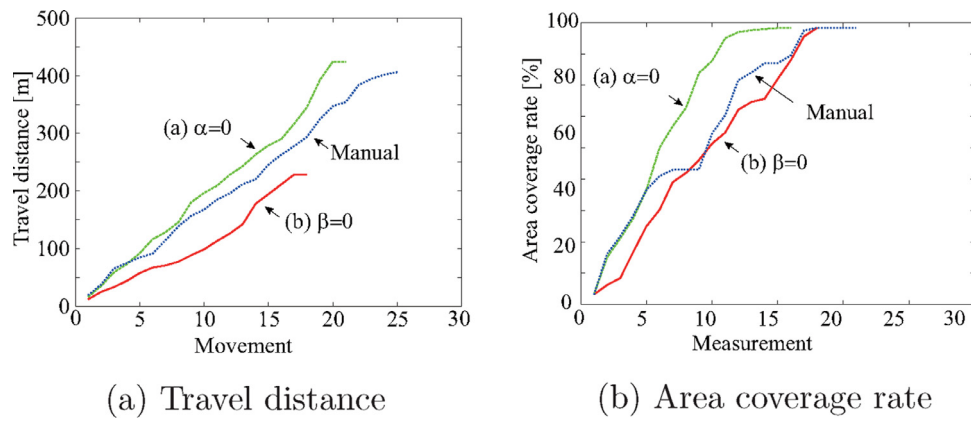 500
400
300
200
100
0
Travel distance [m]
(a) α=0
Manual
(b) β=0
0 5 10 15 20 25 30
Movement
(a) Travel distance
100
80
60
40
20
0
Area coverage rate [%]
(a) α=0
Manual
(b) β=0
0 5 10 15 20 25 30
Measurement
(b) Area coverage rate